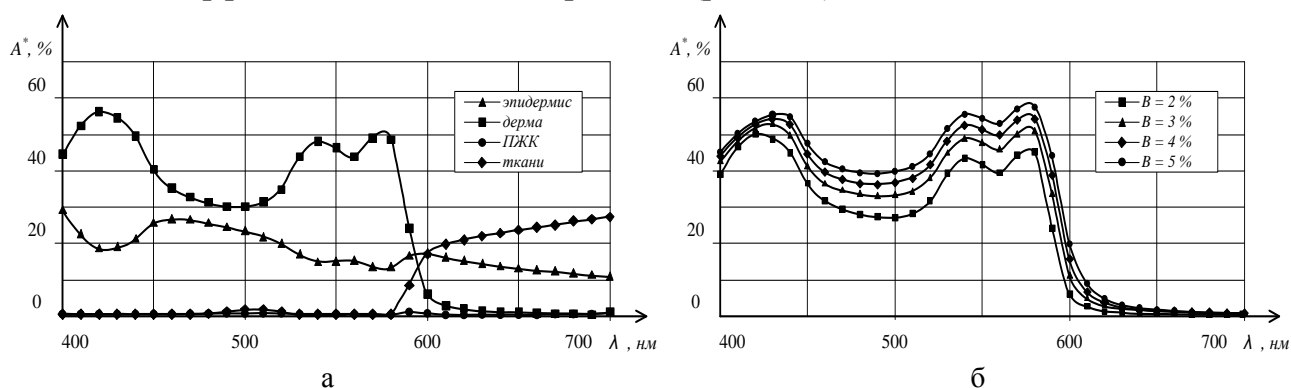 A*, %
60
40
20
0
400
500
600
700
λ, нм
эпидермис
дерма
ПЖК
ткани
а
A*, %
60
40
20
0
400
500
600
700
λ, нм
B = 2 %
B = 3 %
B = 4 %
B = 5 %
б